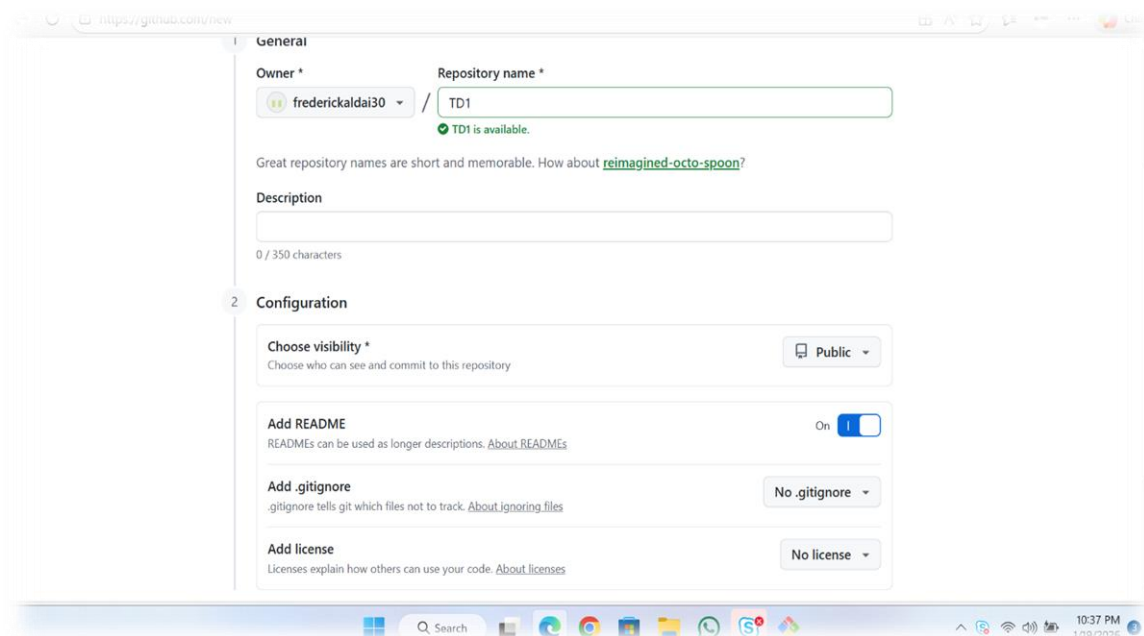 https://github.com/new
1 General
Owner * Repository name *
frederickaldai30 / TD1
TD1 is available.
Great repository names are short and memorable. How about reimagined-octo-spoon?
Description
0 / 350 characters
2 Configuration
Choose visibility * Public
Choose who can see and commit to this repository
Add README On
READMEs can be used as longer descriptions. About READMEs
Add .gitignore No .gitignore
.gitignore tells git which files not to track. About ignoring files
Add license No license
Licenses explain how others can use your code. About licenses
Search 10:37 PM
1/29/2026